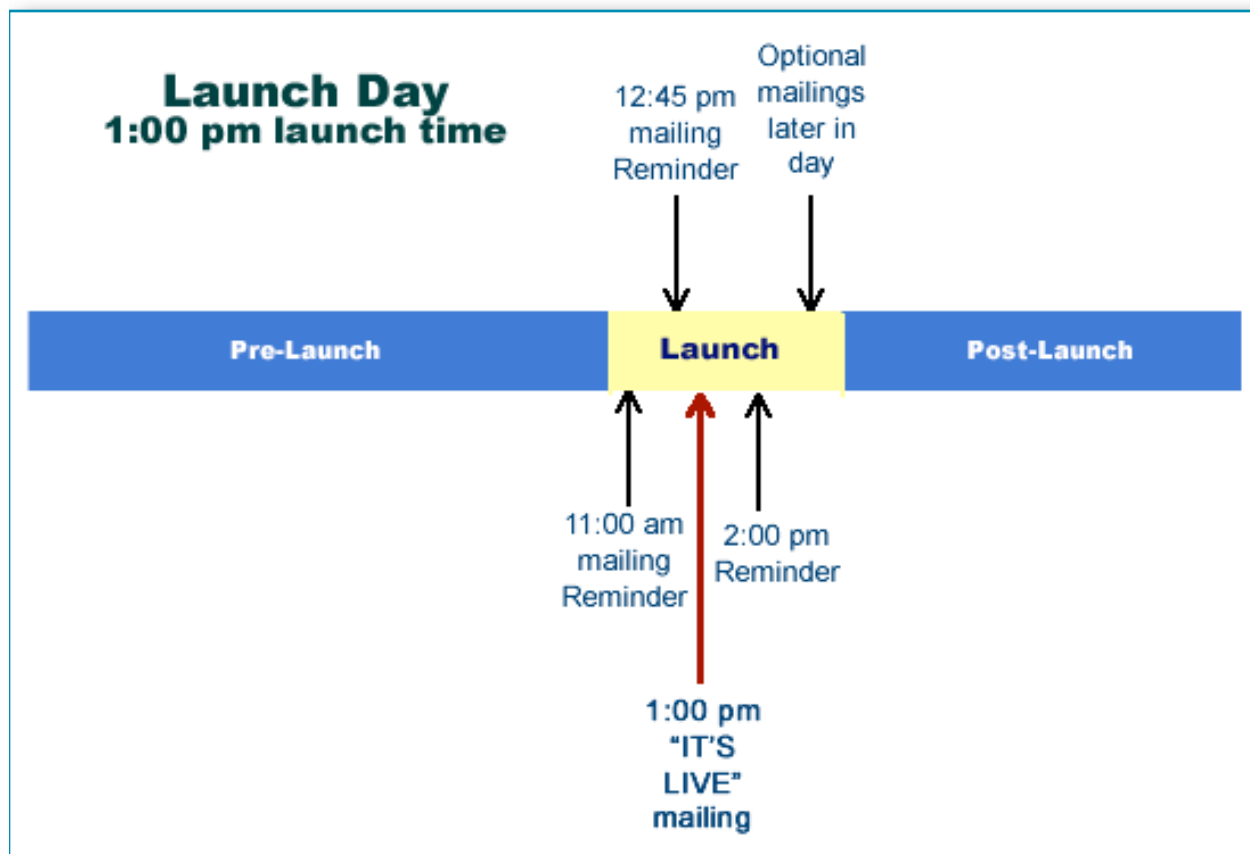 Launch Day
1:00 pm launch time
12:45 pm
mailing
Reminder
Optional
mailings
later in
day
Pre-Launch
Launch
Post-Launch
11:00 am
mailing
Reminder
2:00 pm
Reminder
1:00 pm
“IT’S
LIVE”
mailing